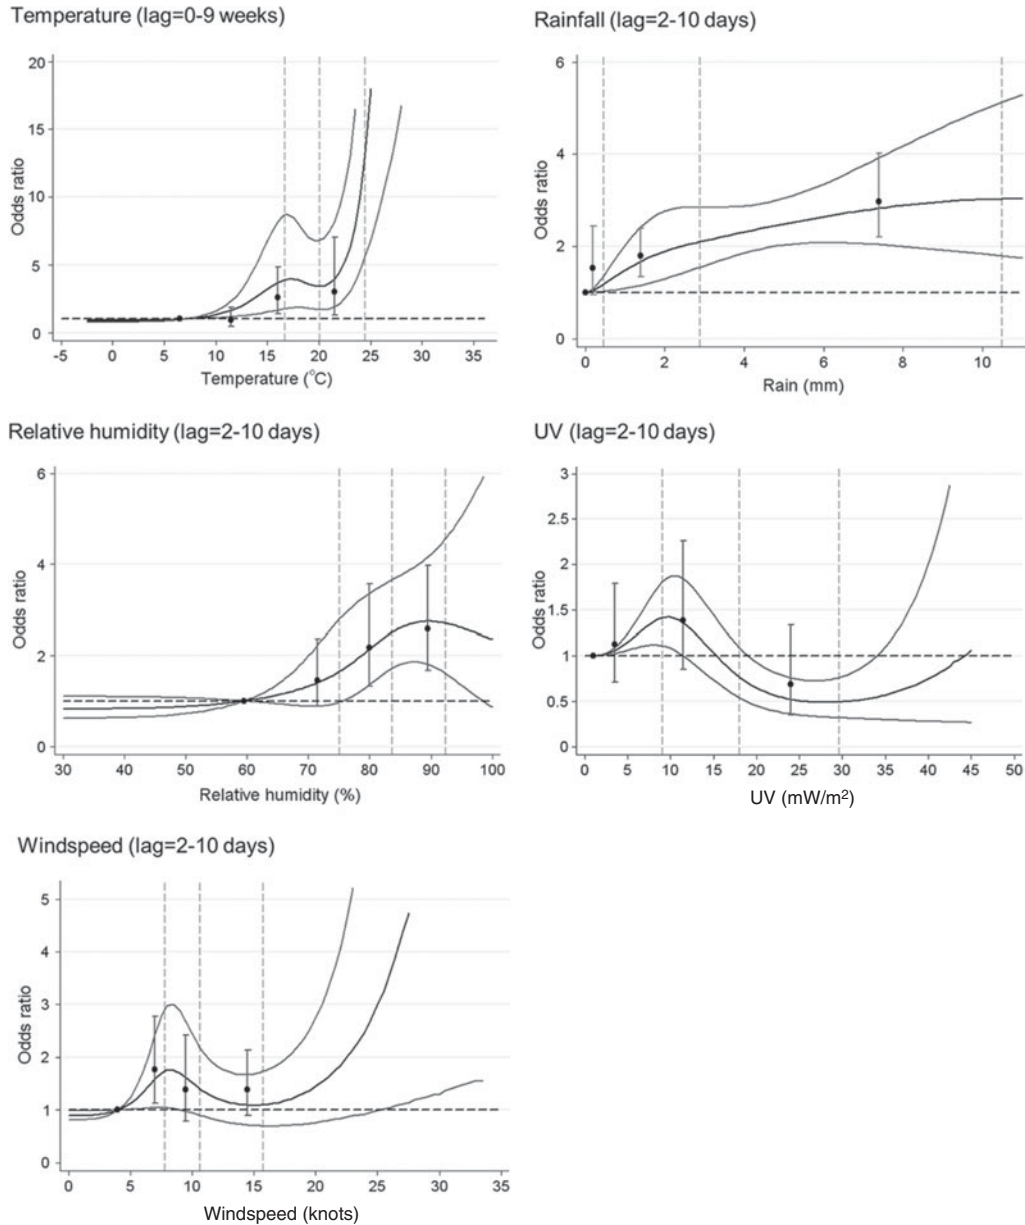 Temperature (lag=0-9 weeks)
20
15
10
5
0
Odds ratio
-5 0 5 10 15 20 25 30 35
Temperature (°C)
Rainfall (lag=2-10 days)
6
4
2
0
Odds ratio
0 2 4 6 8 10
Rain (mm)
Relative humidity (lag=2-10 days)
6
4
2
0
Odds ratio
30 40 50 60 70 80 90 100
Relative humidity (%)
UV (lag=2-10 days)
3
2.5
2
1.5
1
0.5
0
Odds ratio
0 5 10 15 20 25 30 35 40 45 50
UV (mW/m²)
Windspeed (lag=2-10 days)
5
4
3
2
1
0
Odds ratio
0 5 10 15 20 25 30 35
Windspeed (knots)